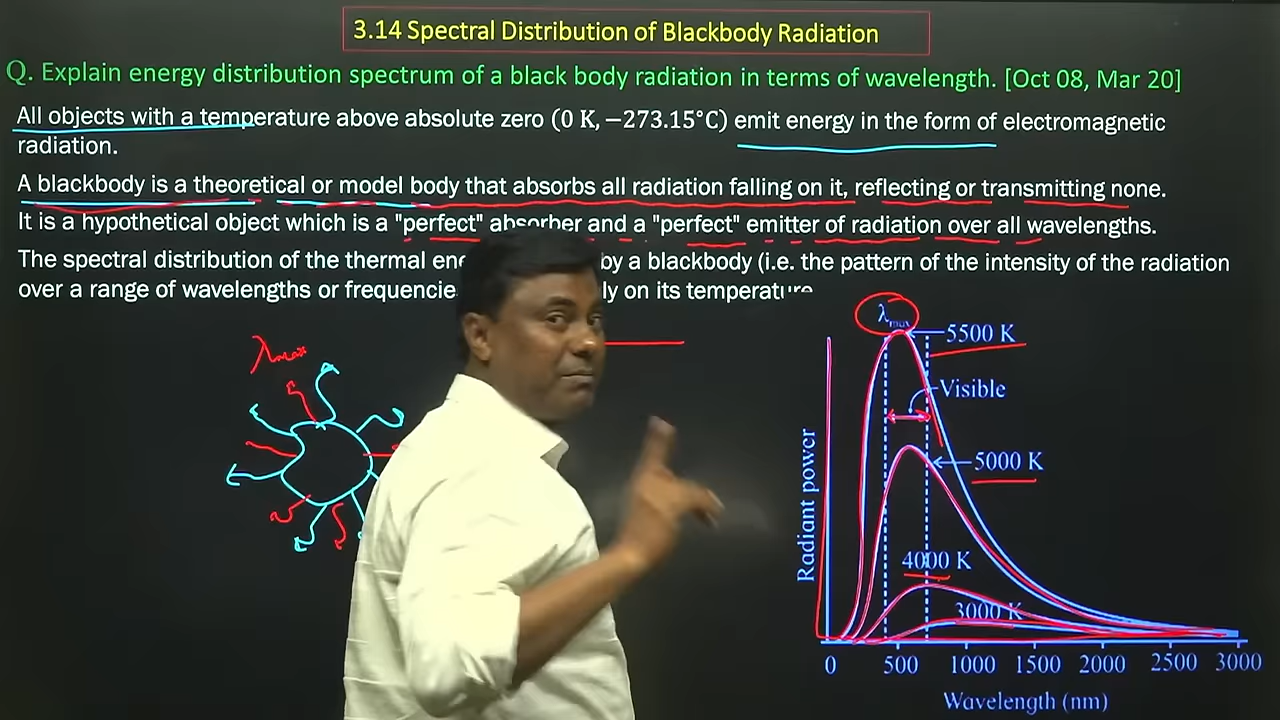 3.14 Spectral Distribution of Blackbody Radiation
Q. Explain energy distribution spectrum of a black body radiation in terms of wavelength. [Oct 08, Mar 20]
All objects with a temperature above absolute zero (0 K, −273.15°C) emit energy in the form of electromagnetic
radiation.
A blackbody is a theoretical or model body that absorbs all radiation falling on it, reflecting or transmitting none.
It is a hypothetical object which is a "perfect" absorber and a "perfect" emitter of radiation over all wavelengths.
The spectral distribution of the thermal by a blackbody (i.e. the pattern of the intensity of the radiation
over a range of wavelengths or on its temperature
λmax
λmax
5500 K
Visible
5000 K
4000 K
3000 K
Radiant power
0 500 1000 1500 2000 2500 3000
Wavelength (nm)